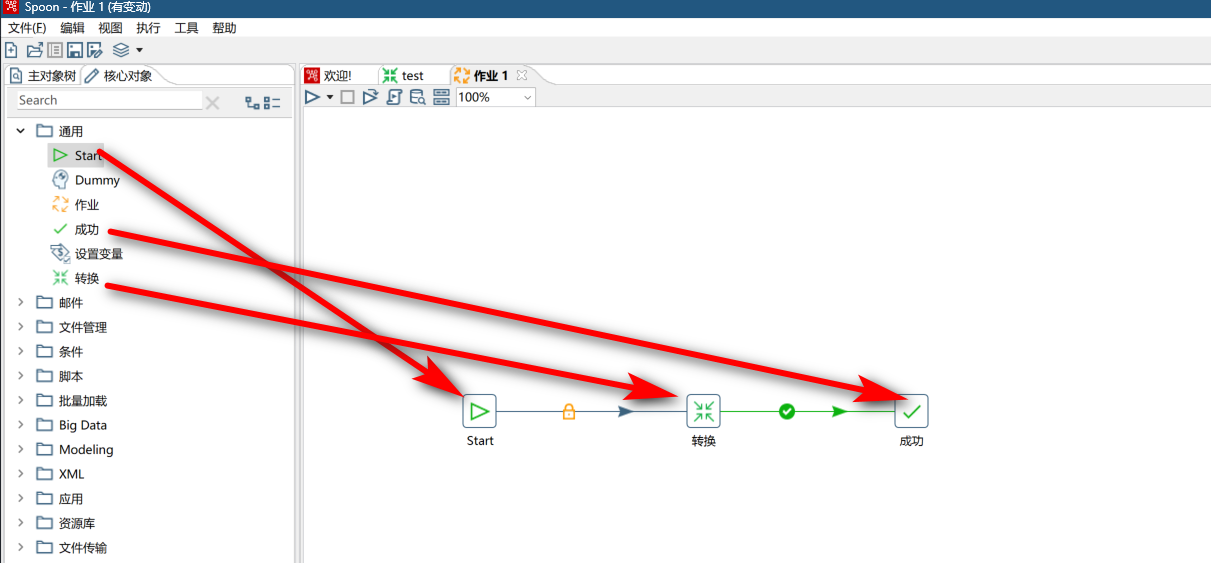 Spoon - 作业 1 (有变动)
文件(F) 编辑 视图 执行 工具 帮助
主对象树 核心对象
欢迎! test 作业 1
Search
100%
通用
Start
Dummy
作业
成功
设置变量
转换
邮件
文件管理
条件
脚本
批量加载
Big Data
Modeling
XML
应用
资源库
文件传输
Start 转换 成功